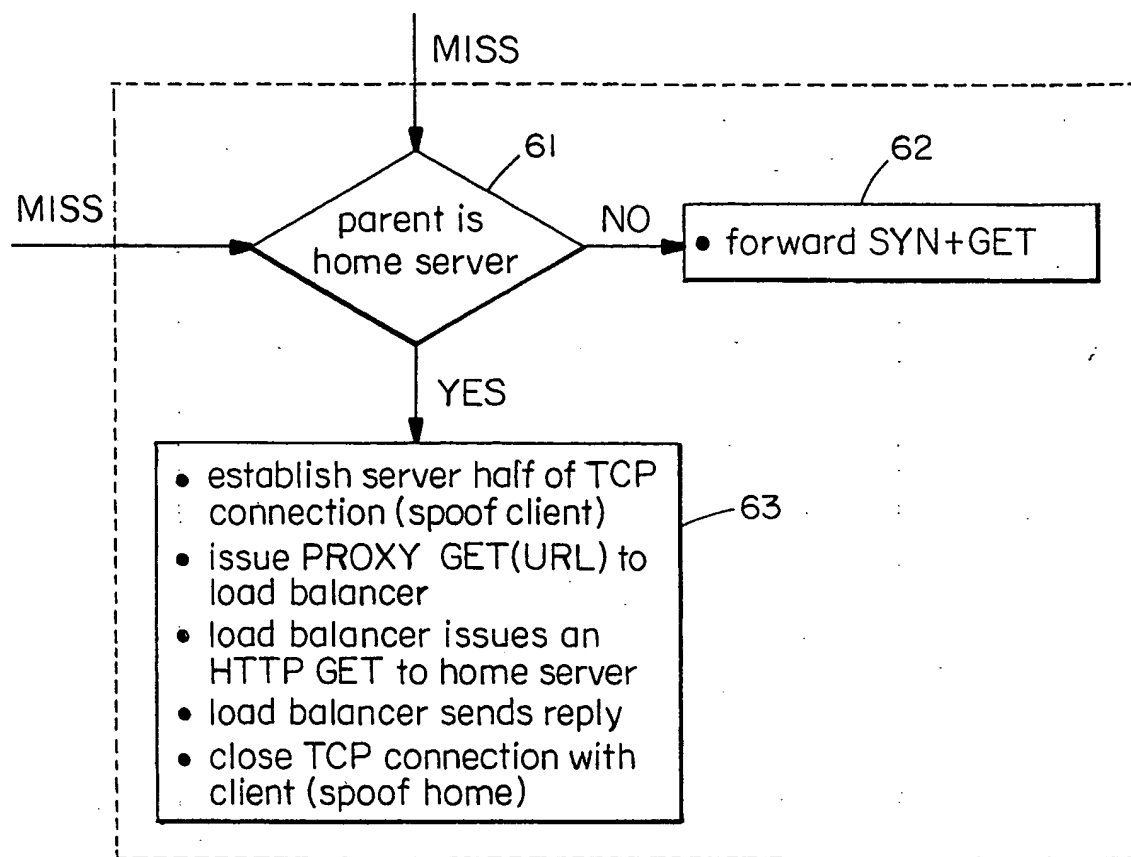 MISS
61
62
MISS
parent is
home server
NO
• forward SYN+GET
YES
• establish server half of TCP
connection (spoof client)
• issue PROXY GET(URL) to
load balancer
• load balancer issues an
HTTP GET to home server
• load balancer sends reply
• close TCP connection with
client (spoof home)
63